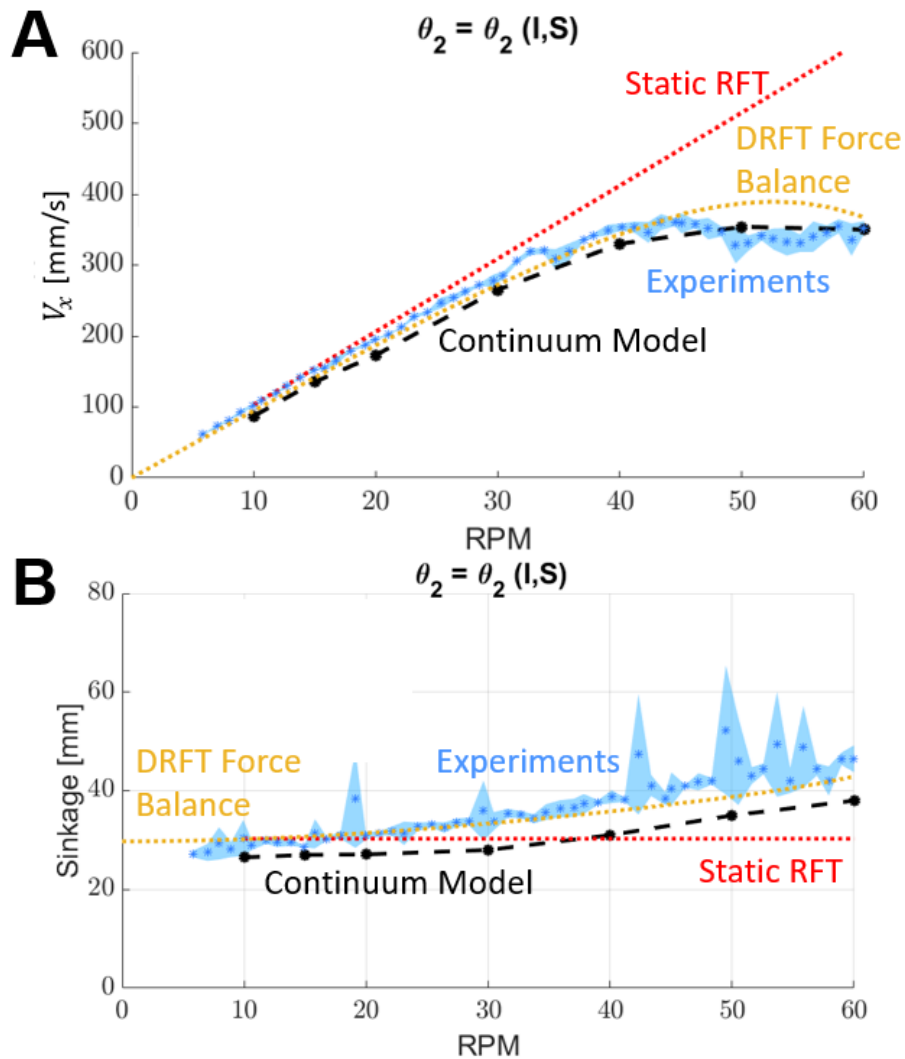 A
θ₂ = θ₂ (I,S)
600
500
400
300
200
100
0
Vₓ [mm/s]
Static RFT
DRFT Force
Balance
Experiments
Continuum Model
0 10 20 30 40 50 60
RPM
B
θ₂ = θ₂ (I,S)
80
60
40
20
0
Sinkage [mm]
DRFT Force
Balance
Experiments
Continuum Model
Static RFT
0 10 20 30 40 50 60
RPM